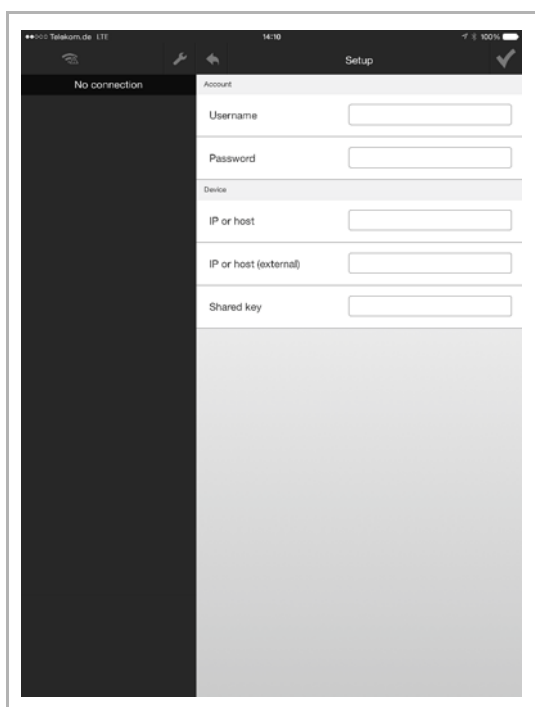 Telekom.de LTE 14:10 100%
Setup
No connection
Account
Username
Password
Device
IP or host
IP or host (external)
Shared key